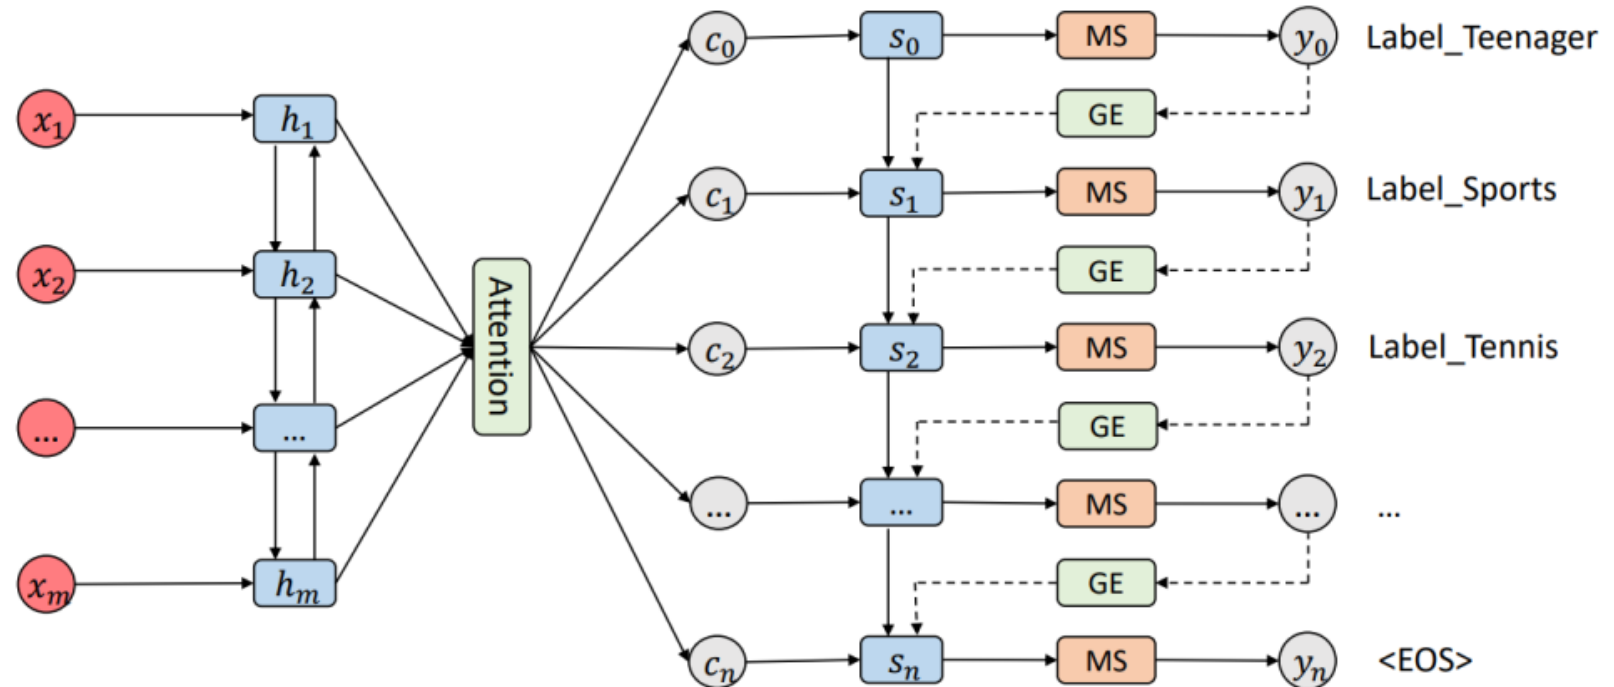 c₀ s₀ MS y₀ Label_Teenager
x₁ h₁ GE
c₁ s₁ MS y₁ Label_Sports
x₂ h₂ GE
Attention
c₂ s₂ MS y₂ Label_Tennis
... ... GE
... ... MS ... ...
xₘ hₘ GE
cₙ sₙ MS yₙ <EOS>